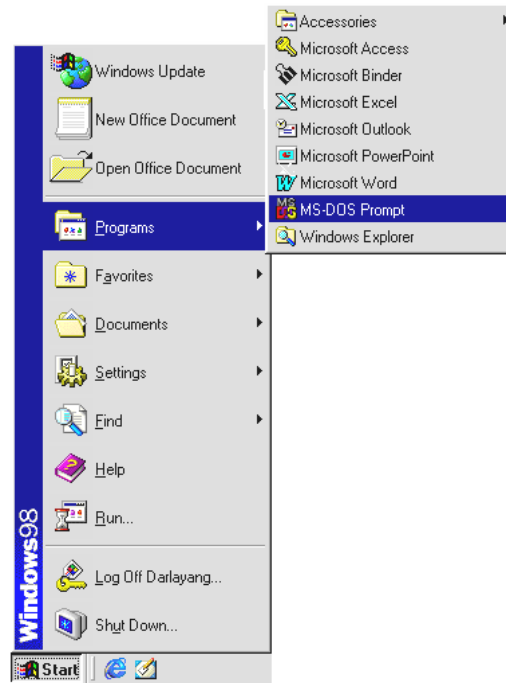 Windows Update
New Office Document
Open Office Document
Programs
Favorites
Documents
Settings
Find
Help
Run...
Log Off Darlayang...
Shut Down...
Windows98
Start
Accessories
Microsoft Access
Microsoft Binder
Microsoft Excel
Microsoft Outlook
Microsoft PowerPoint
Microsoft Word
MS-DOS Prompt
Windows Explorer